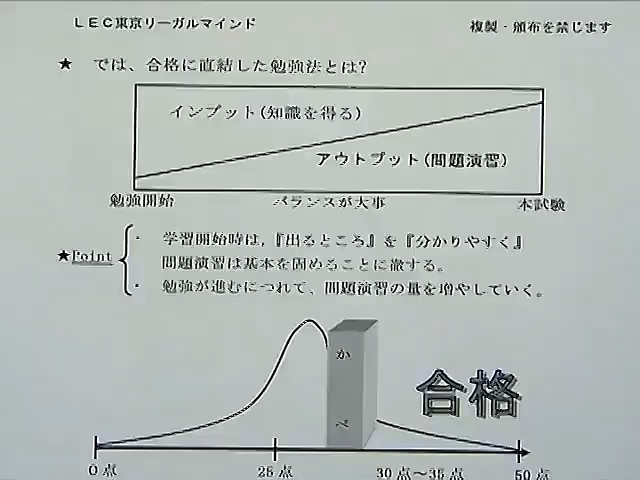 LEC東京リーガルマインド
複製・頒布を禁じます
★ では、合格に直結した勉強法とは?
インプット(知識を得る)
アウトプット(問題演習)
勉強開始 バランスが大事 本試験
★Point
・ 学習開始時は,『出るところ』を『分かりやすく』
問題演習は基本を固めることに徹する。
・ 勉強が進むにつれて、問題演習の量を増やしていく。
か
べ
合格
0点 25点 30点~35点 50点